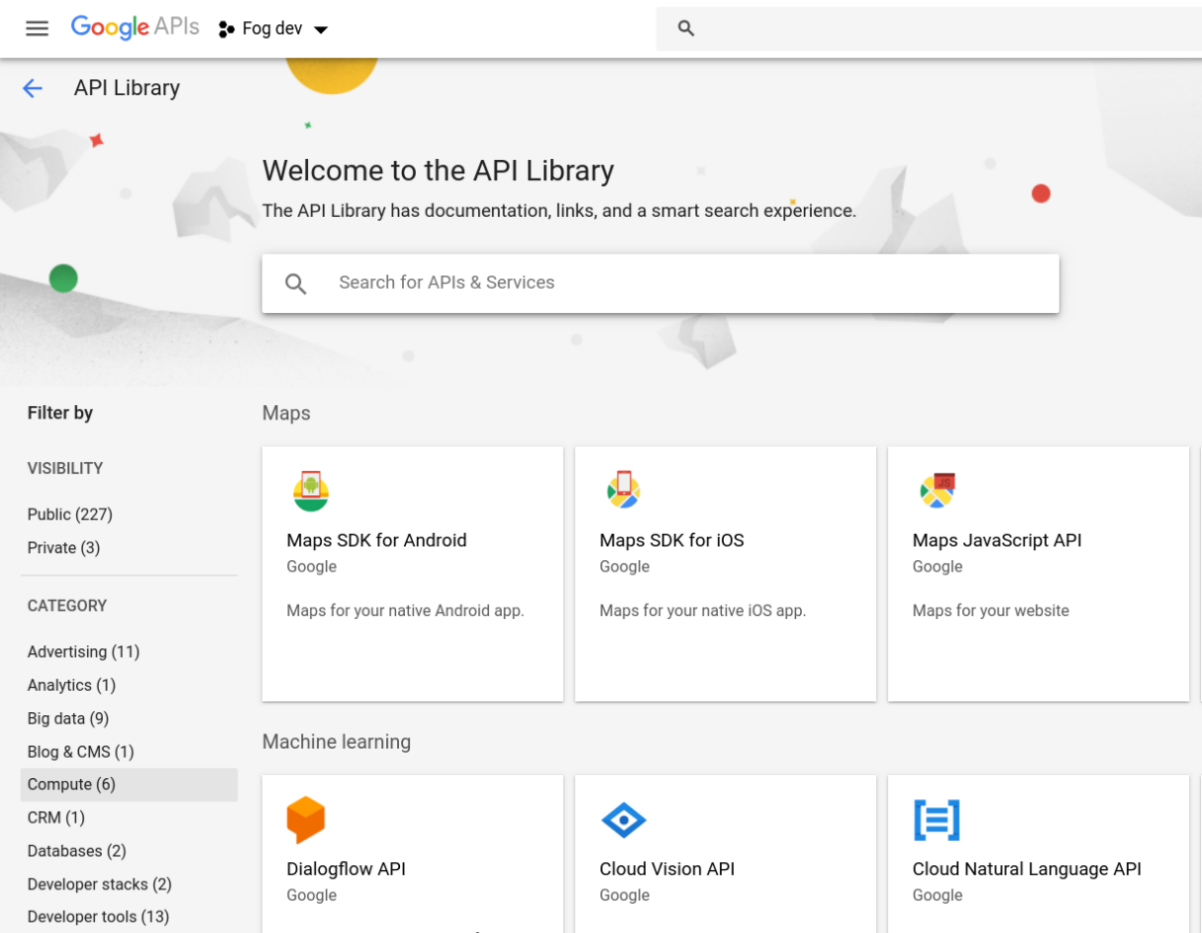 Google APIs Fog dev
API Library
Welcome to the API Library
The API Library has documentation, links, and a smart search experience.
Search for APIs & Services
Filter by
VISIBILITY
Public (227)
Private (3)
CATEGORY
Advertising (11)
Analytics (1)
Big data (9)
Blog & CMS (1)
Compute (6)
CRM (1)
Databases (2)
Developer stacks (2)
Developer tools (13)
Maps
Maps SDK for Android
Google
Maps for your native Android app.
Maps SDK for iOS
Google
Maps for your native iOS app.
JS
Maps JavaScript API
Google
Maps for your website
Machine learning
Dialogflow API
Google
Cloud Vision API
Google
Cloud Natural Language API
Google